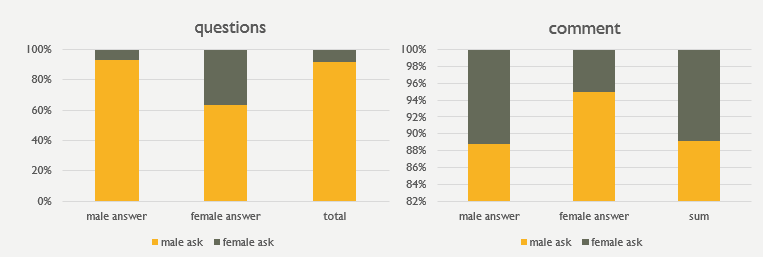 questions
100%
80%
60%
40%
20%
0%
male answer female answer total
male ask female ask
comment
100%
98%
96%
94%
92%
90%
88%
86%
84%
82%
male answer female answer sum
male ask female ask